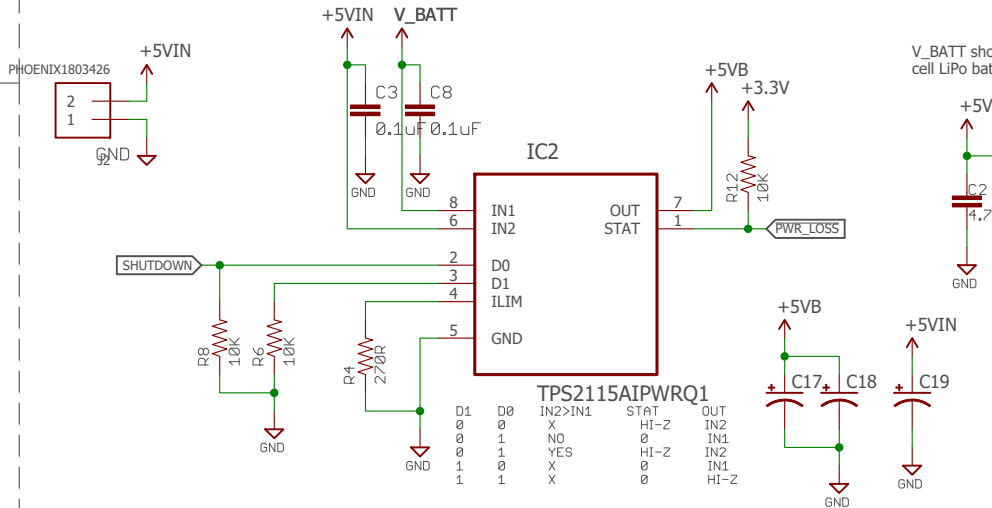 +5VIN
V_BATT
+5VIN
PHOENIX1803426
2
1
GND
J2
C3
0.1uF
GND
C8
0.1uF
GND
V_BATT sho
cell LiPo bat
+5VB
+3.3V
+5V
IC2
R12
10K
C2
4.7
GND
8
IN1
OUT
7
6
IN2
STAT
1
PWR_LOSS
SHUTDOWN
2
D0
3
D1
4
ILIM
5
GND
R8
10K
R6
10K
GND
R4
270R
GND
TPS2115AIPWRQ1
D1 D0 IN2>IN1 STAT OUT
0 0 X HI-Z IN2
0 1 NO 0 IN1
0 1 YES HI-Z IN2
1 0 X 0 IN1
1 1 X 0 HI-Z
+5VB
+5VIN
+
C17
+
C18
+
C19
GND
GND